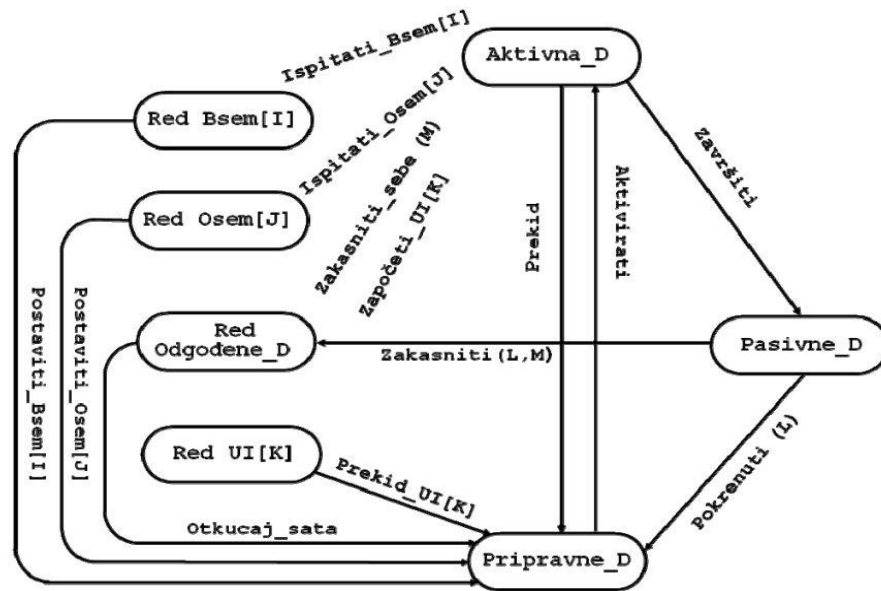 Ispitati_Bsem[I]
Aktivna_D
Red Bsem[I]
Ispitati_Osem[J]
Zakasniti_sebe (M)
Započeti_UI[K]
Završiti
Prekid
Aktivirati
Red Osem[J]
Postaviti_Bsem[I]
Postaviti_Osem[J]
Red
Odgođene_D
Zakasniti(L,M)
Pasivne_D
Red UI[K]
Prekid_UI[K]
Pokrenuti (L)
Otkucaj_sata
Pripravne_D